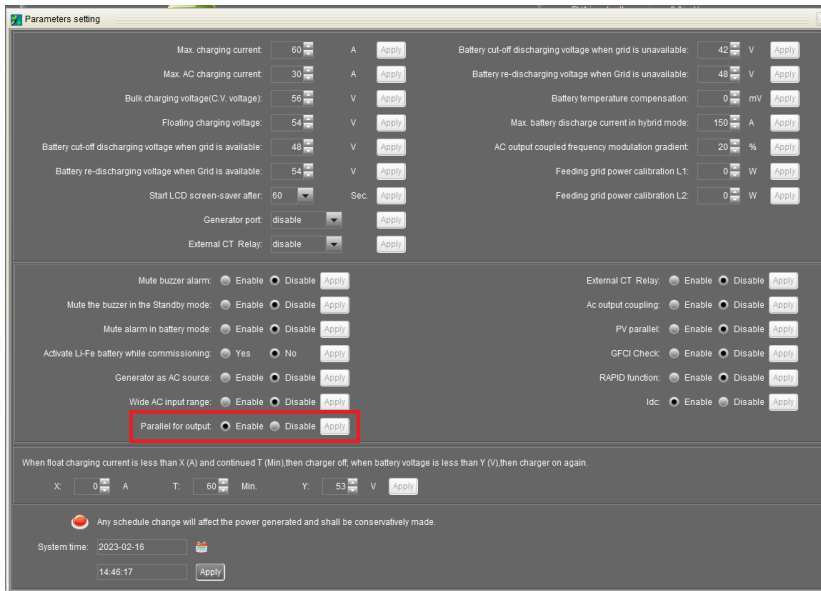 Parameters setting
Max. charging current: 60 A Apply
Max. AC charging current: 30 A Apply
Bulk charging voltage(C.V. voltage): 56 V Apply
Floating charging voltage: 54 V Apply
Battery cut-off discharging voltage when grid is available: 48 V Apply
Battery re-discharging voltage when Grid is available: 54 V Apply
Start LCD screen-saver after: 60 Sec. Apply
Generator port: disable Apply
External CT Relay: disable Apply
Battery cut-off discharging voltage when grid is unavailable: 42 V Apply
Battery re-discharging voltage when Grid is unavailable: 48 V Apply
Battery temperature compensation: 0 mV Apply
Max. battery discharge current in hybrid mode: 150 A Apply
AC output coupled frequency modulation gradient: 20 % Apply
Feeding grid power calibration L1: 0 W Apply
Feeding grid power calibration L2: 0 W Apply
Mute buzzer alarm: Enable Disable Apply
Mute the buzzer in the Standby mode: Enable Disable Apply
Mute alarm in battery mode: Enable Disable Apply
Activate Li-Fe battery while commissioning: Yes No Apply
Generator as AC source: Enable Disable Apply
Wide AC input range: Enable Disable Apply
Parallel for output: Enable Disable Apply
External CT Relay: Enable Disable Apply
Ac output coupling: Enable Disable Apply
PV parallel: Enable Disable Apply
GFCI Check: Enable Disable Apply
RAPID function: Enable Disable Apply
Idc: Enable Disable Apply
When float charging current is less than X (A) and continued T (Min),then charger off, when battery voltage is less than Y (V),then charger on again.
X: 0 A T: 60 Min. Y: 53 V Apply
Any schedule change will affect the power generated and shall be conservatively made.
System time: 2023-02-16
14:46:17 Apply